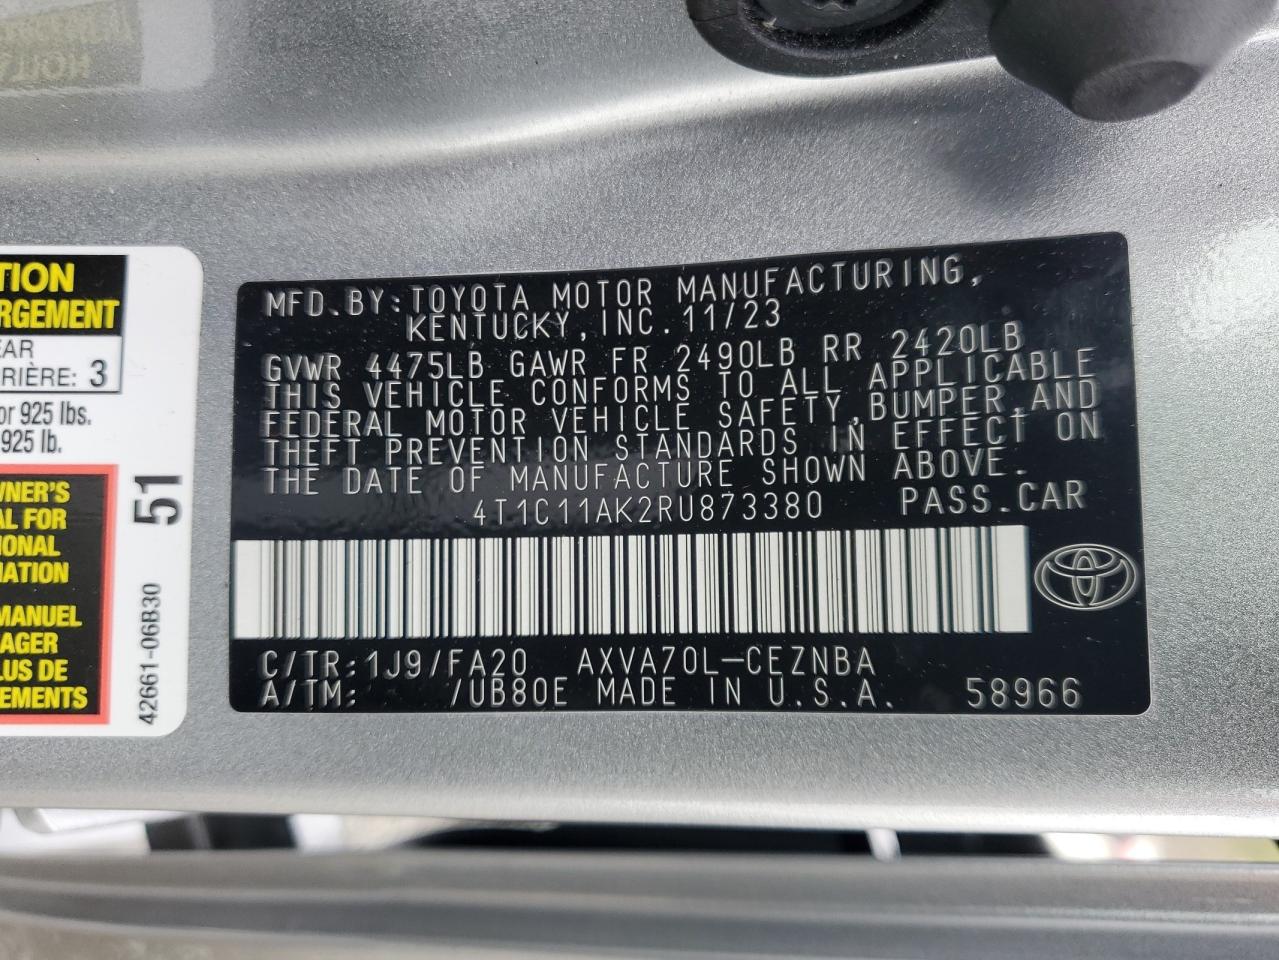 TION
RGEMENT
EAR
RIÈRE: 3
or 925 lbs.
925 lb.
WNER'S
AL FOR
IONAL
MATION
MANUEL
AGER
LUS DE
EMENTS
51
42661-06B30
MFD.BY:TOYOTA MOTOR MANUFACTURING,
KENTUCKY,INC.11/23
GVWR 4475LB GAWR FR 2490LB RR 2420LB
THIS VEHICLE CONFORMS TO ALL APPLICABLE
FEDERAL MOTOR VEHICLE SAFETY,BUMPER,AND
THEFT PREVENTION STANDARDS IN EFFECT ON
THE DATE OF MANUFACTURE SHOWN ABOVE.
4T1C11AK2RU873380 PASS.CAR
C/TR:1J9/FA20 AXVA70L-CEZNBA
A/TM: /UB80E MADE IN U.S.A. 58966